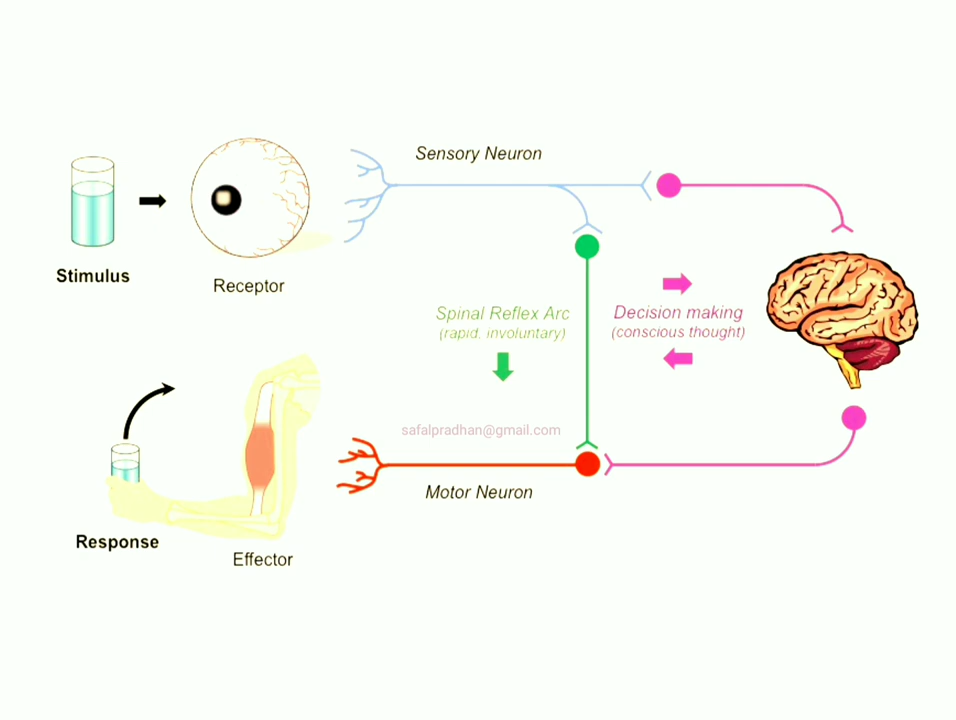 Sensory Neuron
Stimulus
Receptor
Spinal Reflex Arc
(rapid, involuntary)
Decision making
(conscious thought)
safalpradhan@gmail.com
Motor Neuron
Response
Effector